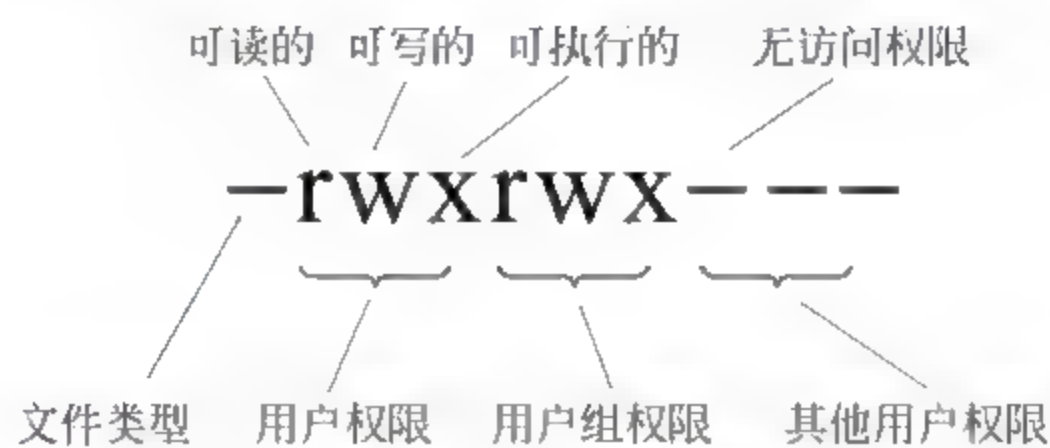 可读的 可写的 可执行的 无访问权限
-rwxrwx---
文件类型 用户权限 用户组权限 其他用户权限